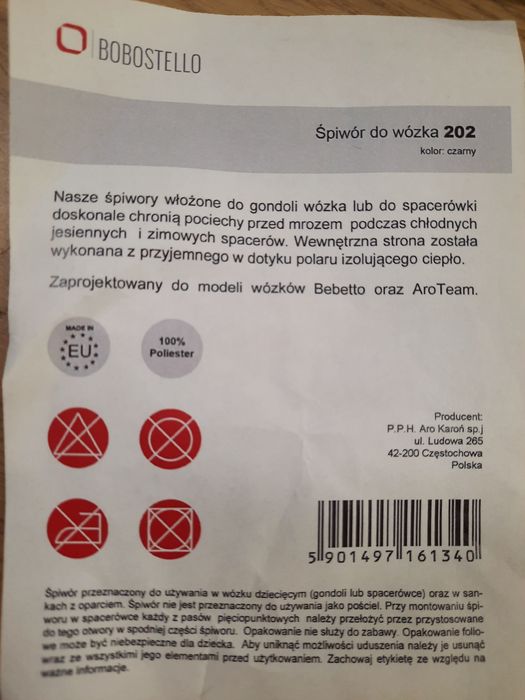 BOBOSTELLO
Śpiwór do wózka 202
kolor: czarny
Nasze śpiwory włożone do gondoli wózka lub do spacerówki
doskonale chronią pociechy przed mrozem podczas chłodnych
jesiennych i zimowych spacerów. Wewnętrzna strona została
wykonana z przyjemnego w dotyku polaru izolującego ciepło.
Zaprojektowany do modeli wózków Bebetto oraz AroTeam.
MADE IN
EU
100%
Poliester
Producent:
P.P.H. Aro Karoń sp.j
ul. Ludowa 265
42-200 Częstochowa
Polska
5 901497 161340
Śpiwór przeznaczony do używania w wózku dziecięcym (gondoli lub spacerówce) oraz w san-
kach z oparciem. Śpiwór nie jest przeznaczony do używania jako pościel. Przy montowaniu śpi-
woru w spacerówce każdy z pasów pięciopunktowych należy przełożyć przez przystosowane
do tego otwory w spodniej części śpiworu. Opakowanie nie służy do zabawy. Opakowanie folio-
we może być niebezpieczne dla dziecka. Aby uniknąć możliwości uduszenia należy je usunąć
wraz ze wszystkimi jego elementami przed użytkowaniem. Zachowaj etykietę ze względu na
ważne informacje.